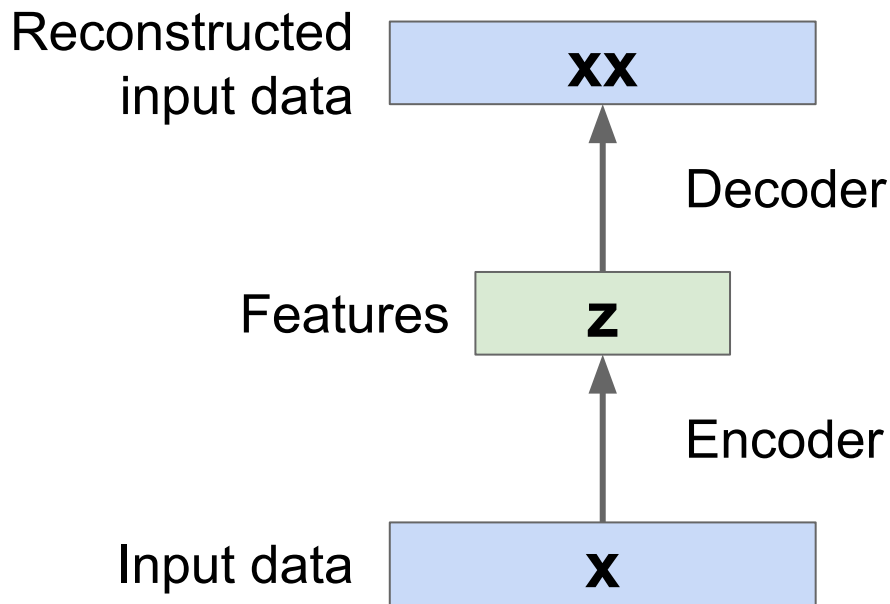 Reconstructed
input data
xx
Decoder
Features
z
Encoder
Input data
x